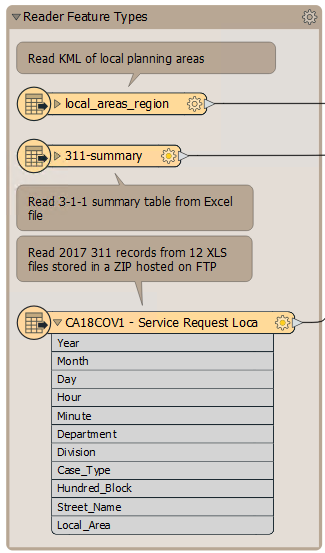 Reader Feature Types
Read KML of local planning areas
local_areas_region
311-summary
Read 3-1-1 summary table from Excel
file
Read 2017 311 records from 12 XLS
files stored in a ZIP hosted on FTP
CA18COV1 - Service Request Loca
Year
Month
Day
Hour
Minute
Department
Division
Case_Type
Hundred_Block
Street_Name
Local_Area